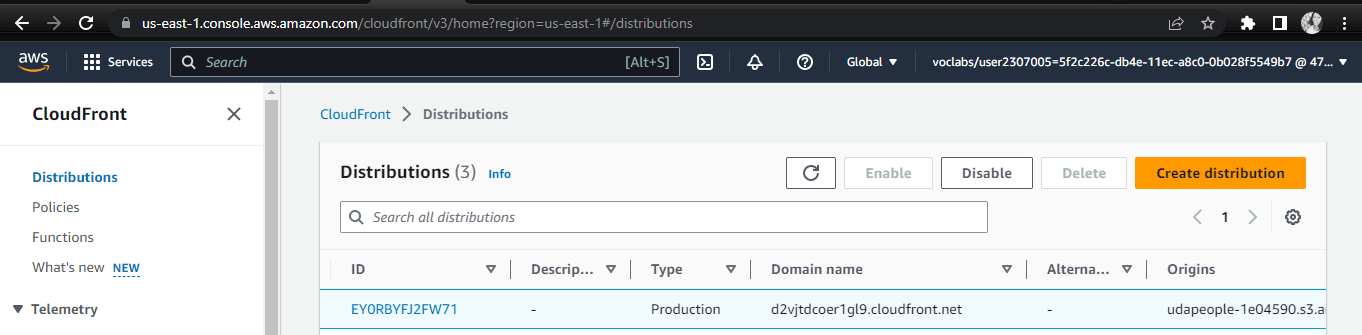 us-east-1.console.aws.amazon.com/cloudfront/v3/home?region=us-east-1#/distributions
aws Services Search [Alt+S] Global voclabs/user2307005=5f2c226c-db4e-11ec-a8c0-0b028f5549b7 @ 47...
CloudFront
Distributions
Policies
Functions
What's new NEW
Telemetry
CloudFront Distributions
Distributions (3) Info Enable Disable Delete Create distribution
Search all distributions 1
ID Descrip... Type Domain name Alterna... Origins
EY0RBYFJ2FW71 - Production d2vjtdcoer1gl9.cloudfront.net - udapeople-1e04590.s3.a